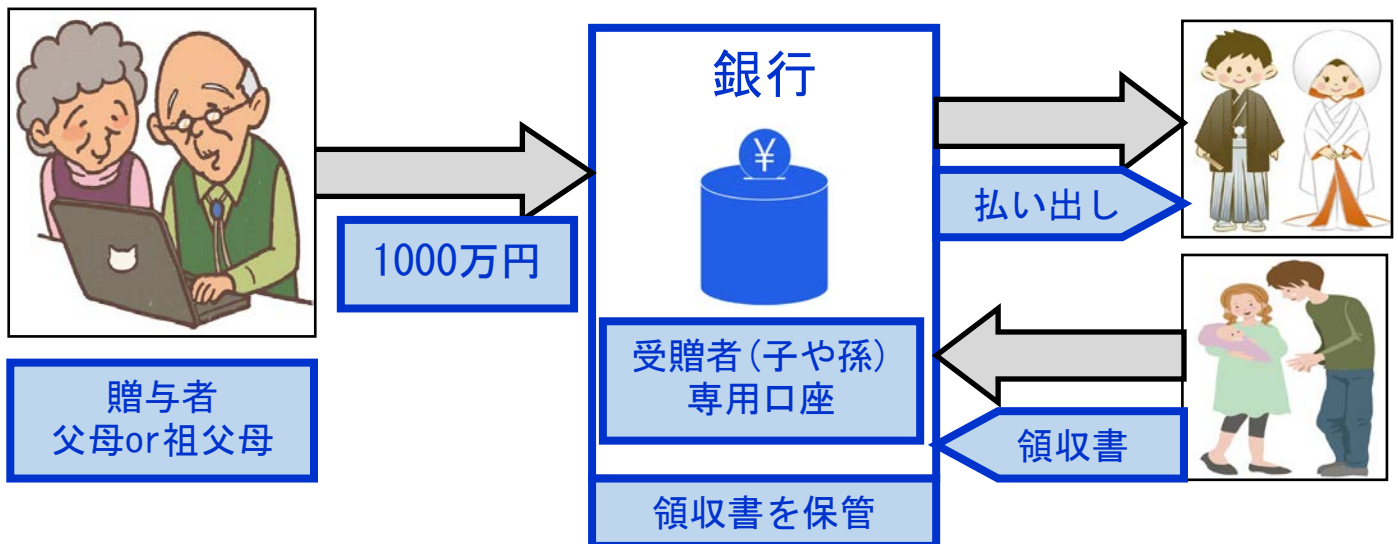 贈与者
父母or祖父母
1000万円
銀行
¥
受贈者(子や孫)
専用口座
領収書を保管
払い出し
領収書